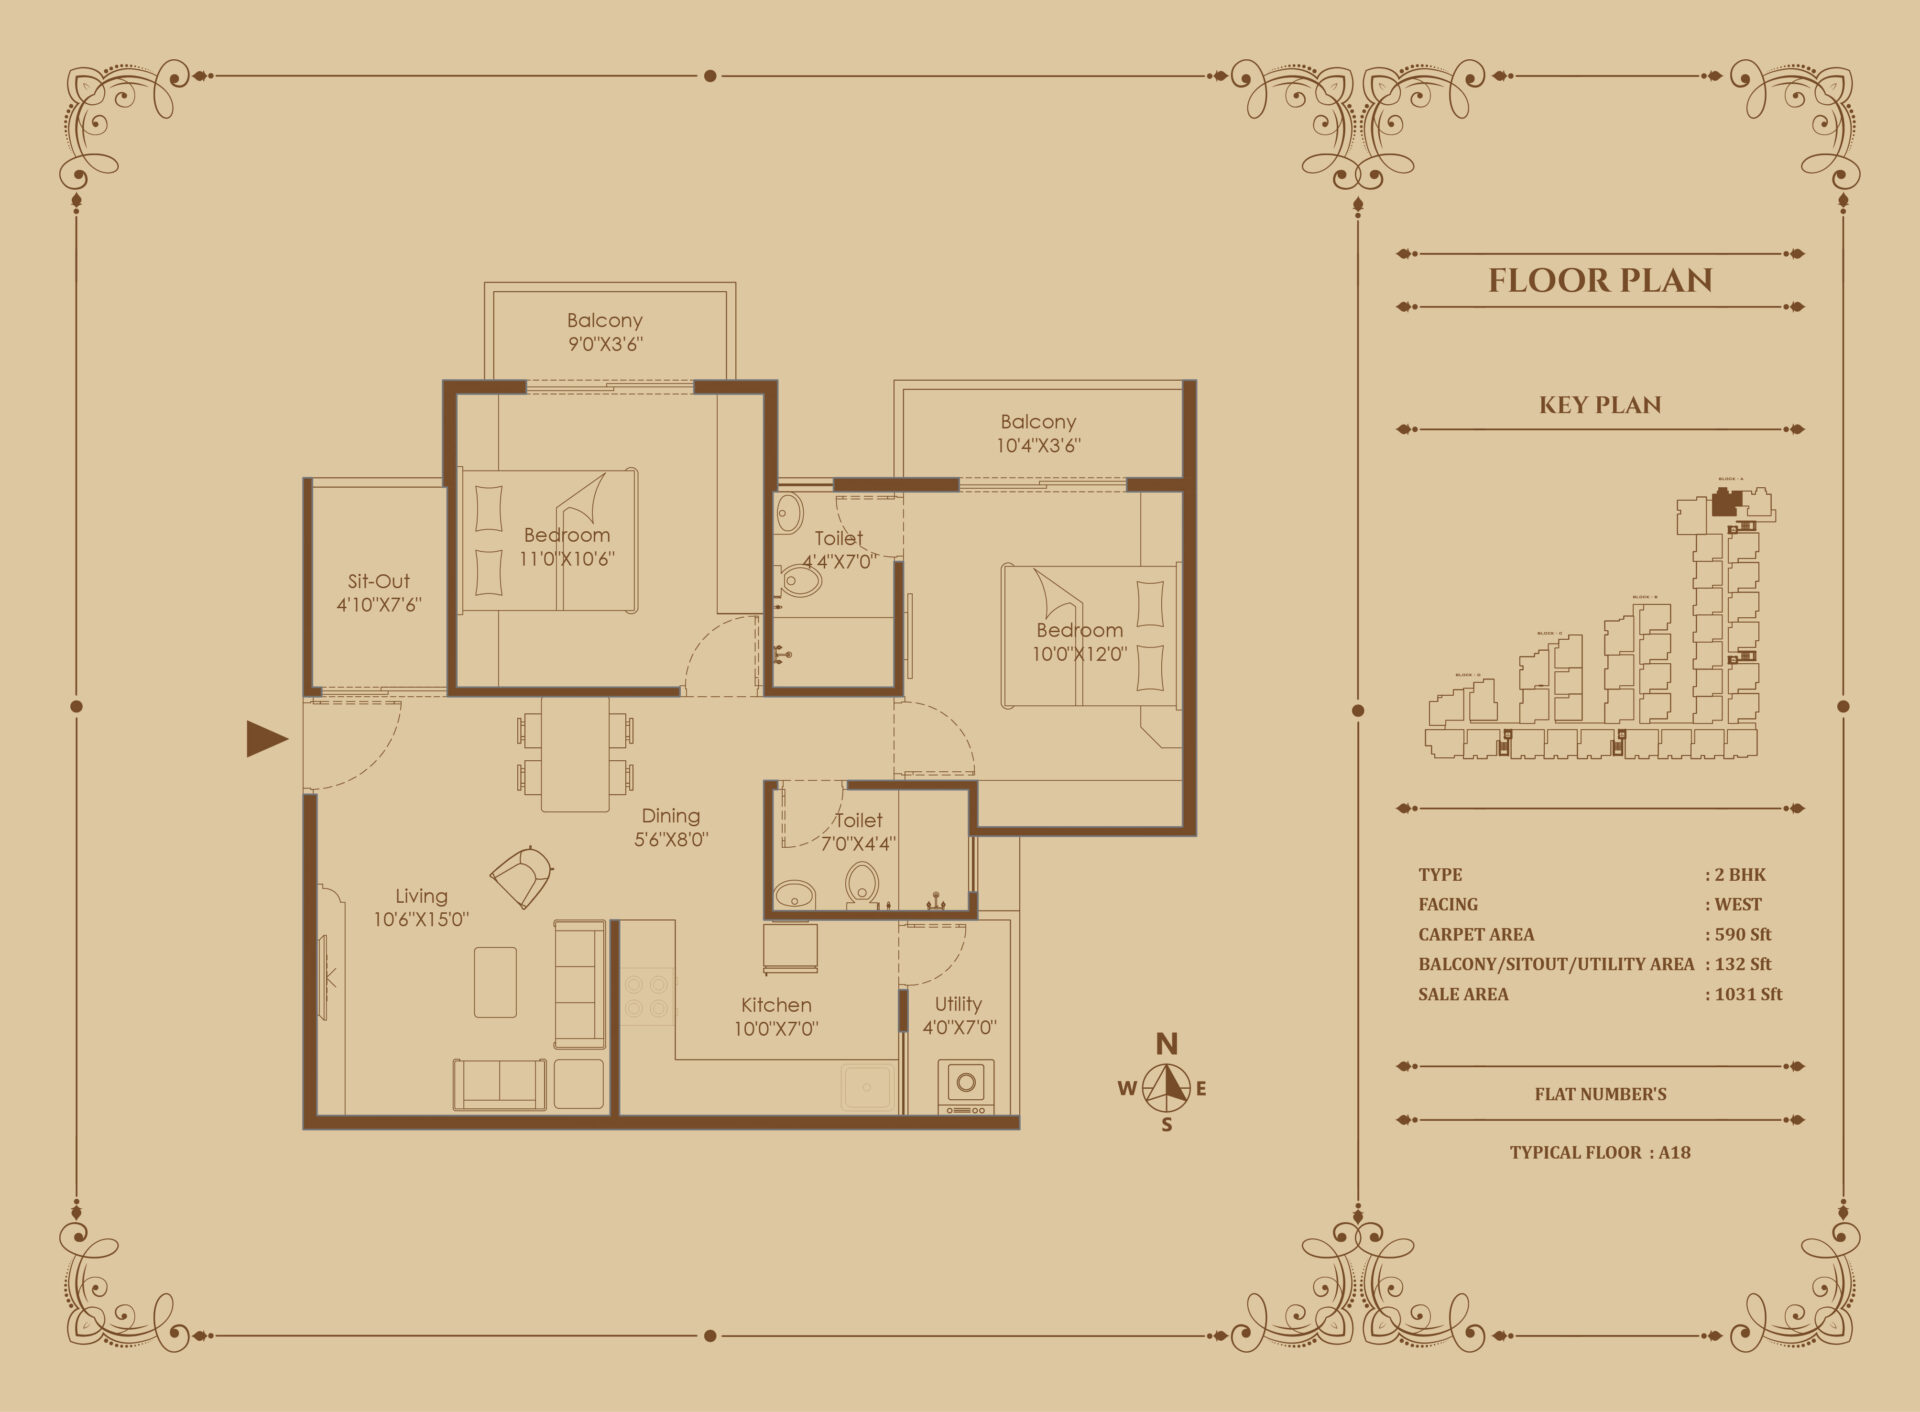 Balcony
9'0"X3'6"
Balcony
10'4"X3'6"
Bedroom
11'0"X10'6"
Toilet
4'4"X7'0"
Sit-Out
4'10"X7'6"
Bedroom
10'0"X12'0"
Dining
5'6"X8'0"
Toilet
7'0"X4'4"
Living
10'6"X15'0"
Kitchen
10'0"X7'0"
Utility
4'0"X7'0"
N
W E
S
FLOOR PLAN
KEY PLAN
BLOCK - A
BLOCK - B
BLOCK - C
BLOCK - D
TYPE : 2 BHK
FACING : WEST
CARPET AREA : 590 Sft
BALCONY/SITOUT/UTILITY AREA : 132 Sft
SALE AREA : 1031 Sft
FLAT NUMBER'S
TYPICAL FLOOR : A18